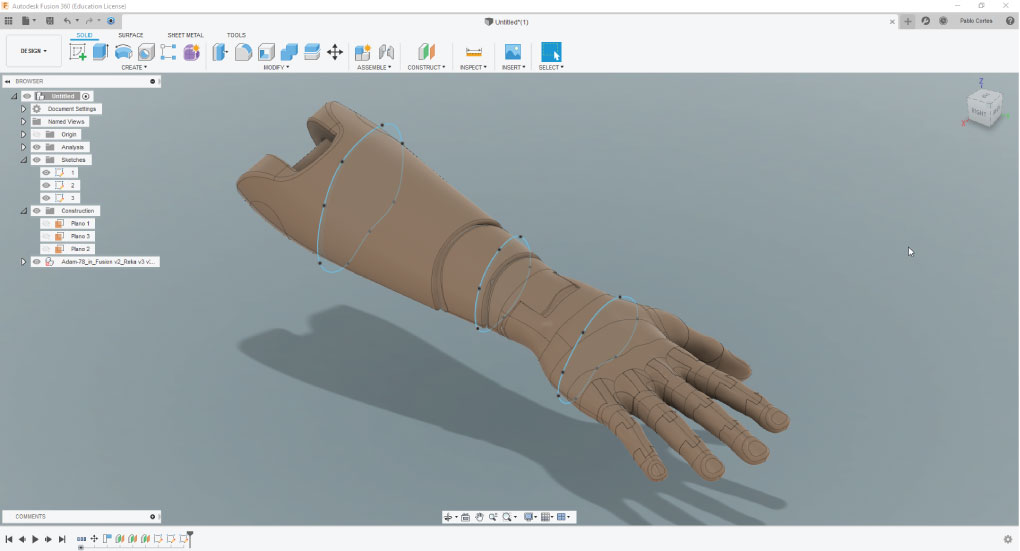 Autodesk Fusion 360 (Education License)
Untitled*(1)
Pablo Cortes
DESIGN
SOLID SURFACE SHEET METAL TOOLS
CREATE MODIFY ASSEMBLE CONSTRUCT INSPECT INSERT SELECT
BROWSER
Untitled
Document Settings
Named Views
Origin
Analysis
Sketches
1
2
3
Construction
Plano 1
Plano 3
Plano 2
Adam-78_in_Fusion v2_Reka v3 v...
Z
RIGHT
X
COMMENTS